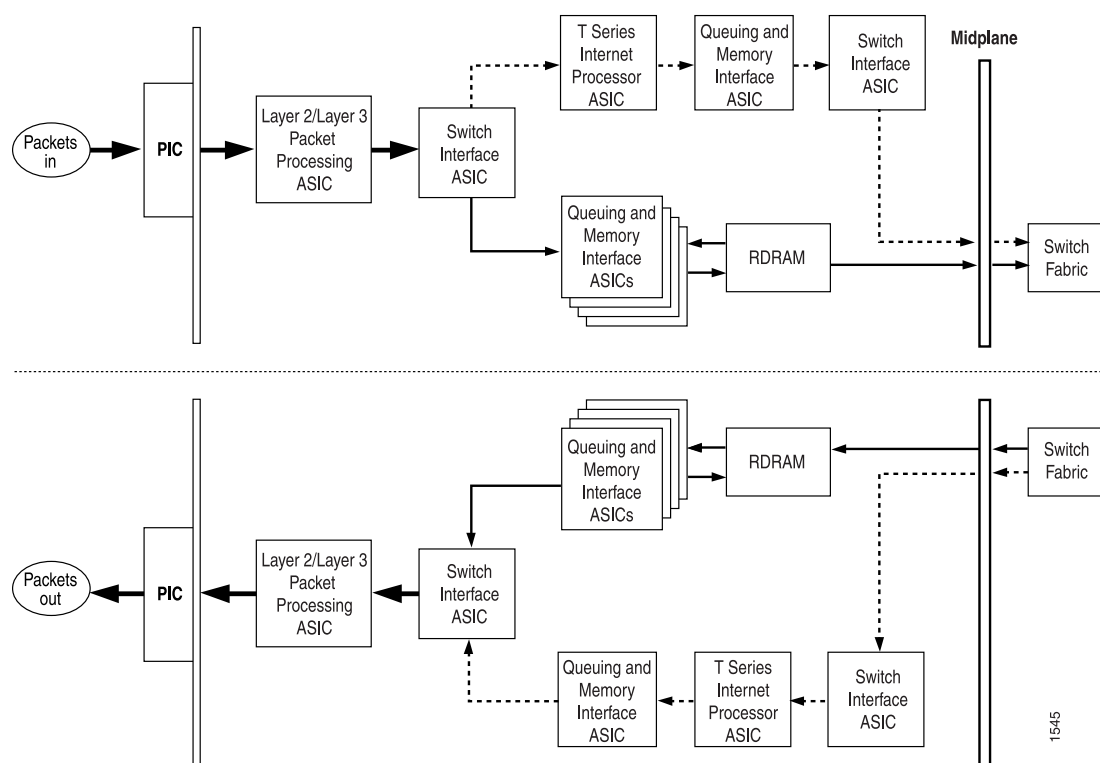 Packets
in
PIC
Layer 2/Layer 3
Packet
Processing
ASIC
Switch
Interface
ASIC
T Series
Internet
Processor
ASIC
Queuing and
Memory
Interface
ASIC
Switch
Interface
ASIC
Midplane
Queuing and
Memory
Interface
ASICs
RDRAM
Switch
Fabric
Queuing and
Memory
Interface
ASICs
RDRAM
Switch
Fabric
Packets
out
PIC
Layer 2/Layer 3
Packet
Processing
ASIC
Switch
Interface
ASIC
Queuing and
Memory
Interface
ASIC
T Series
Internet
Processor
ASIC
Switch
Interface
ASIC
1545